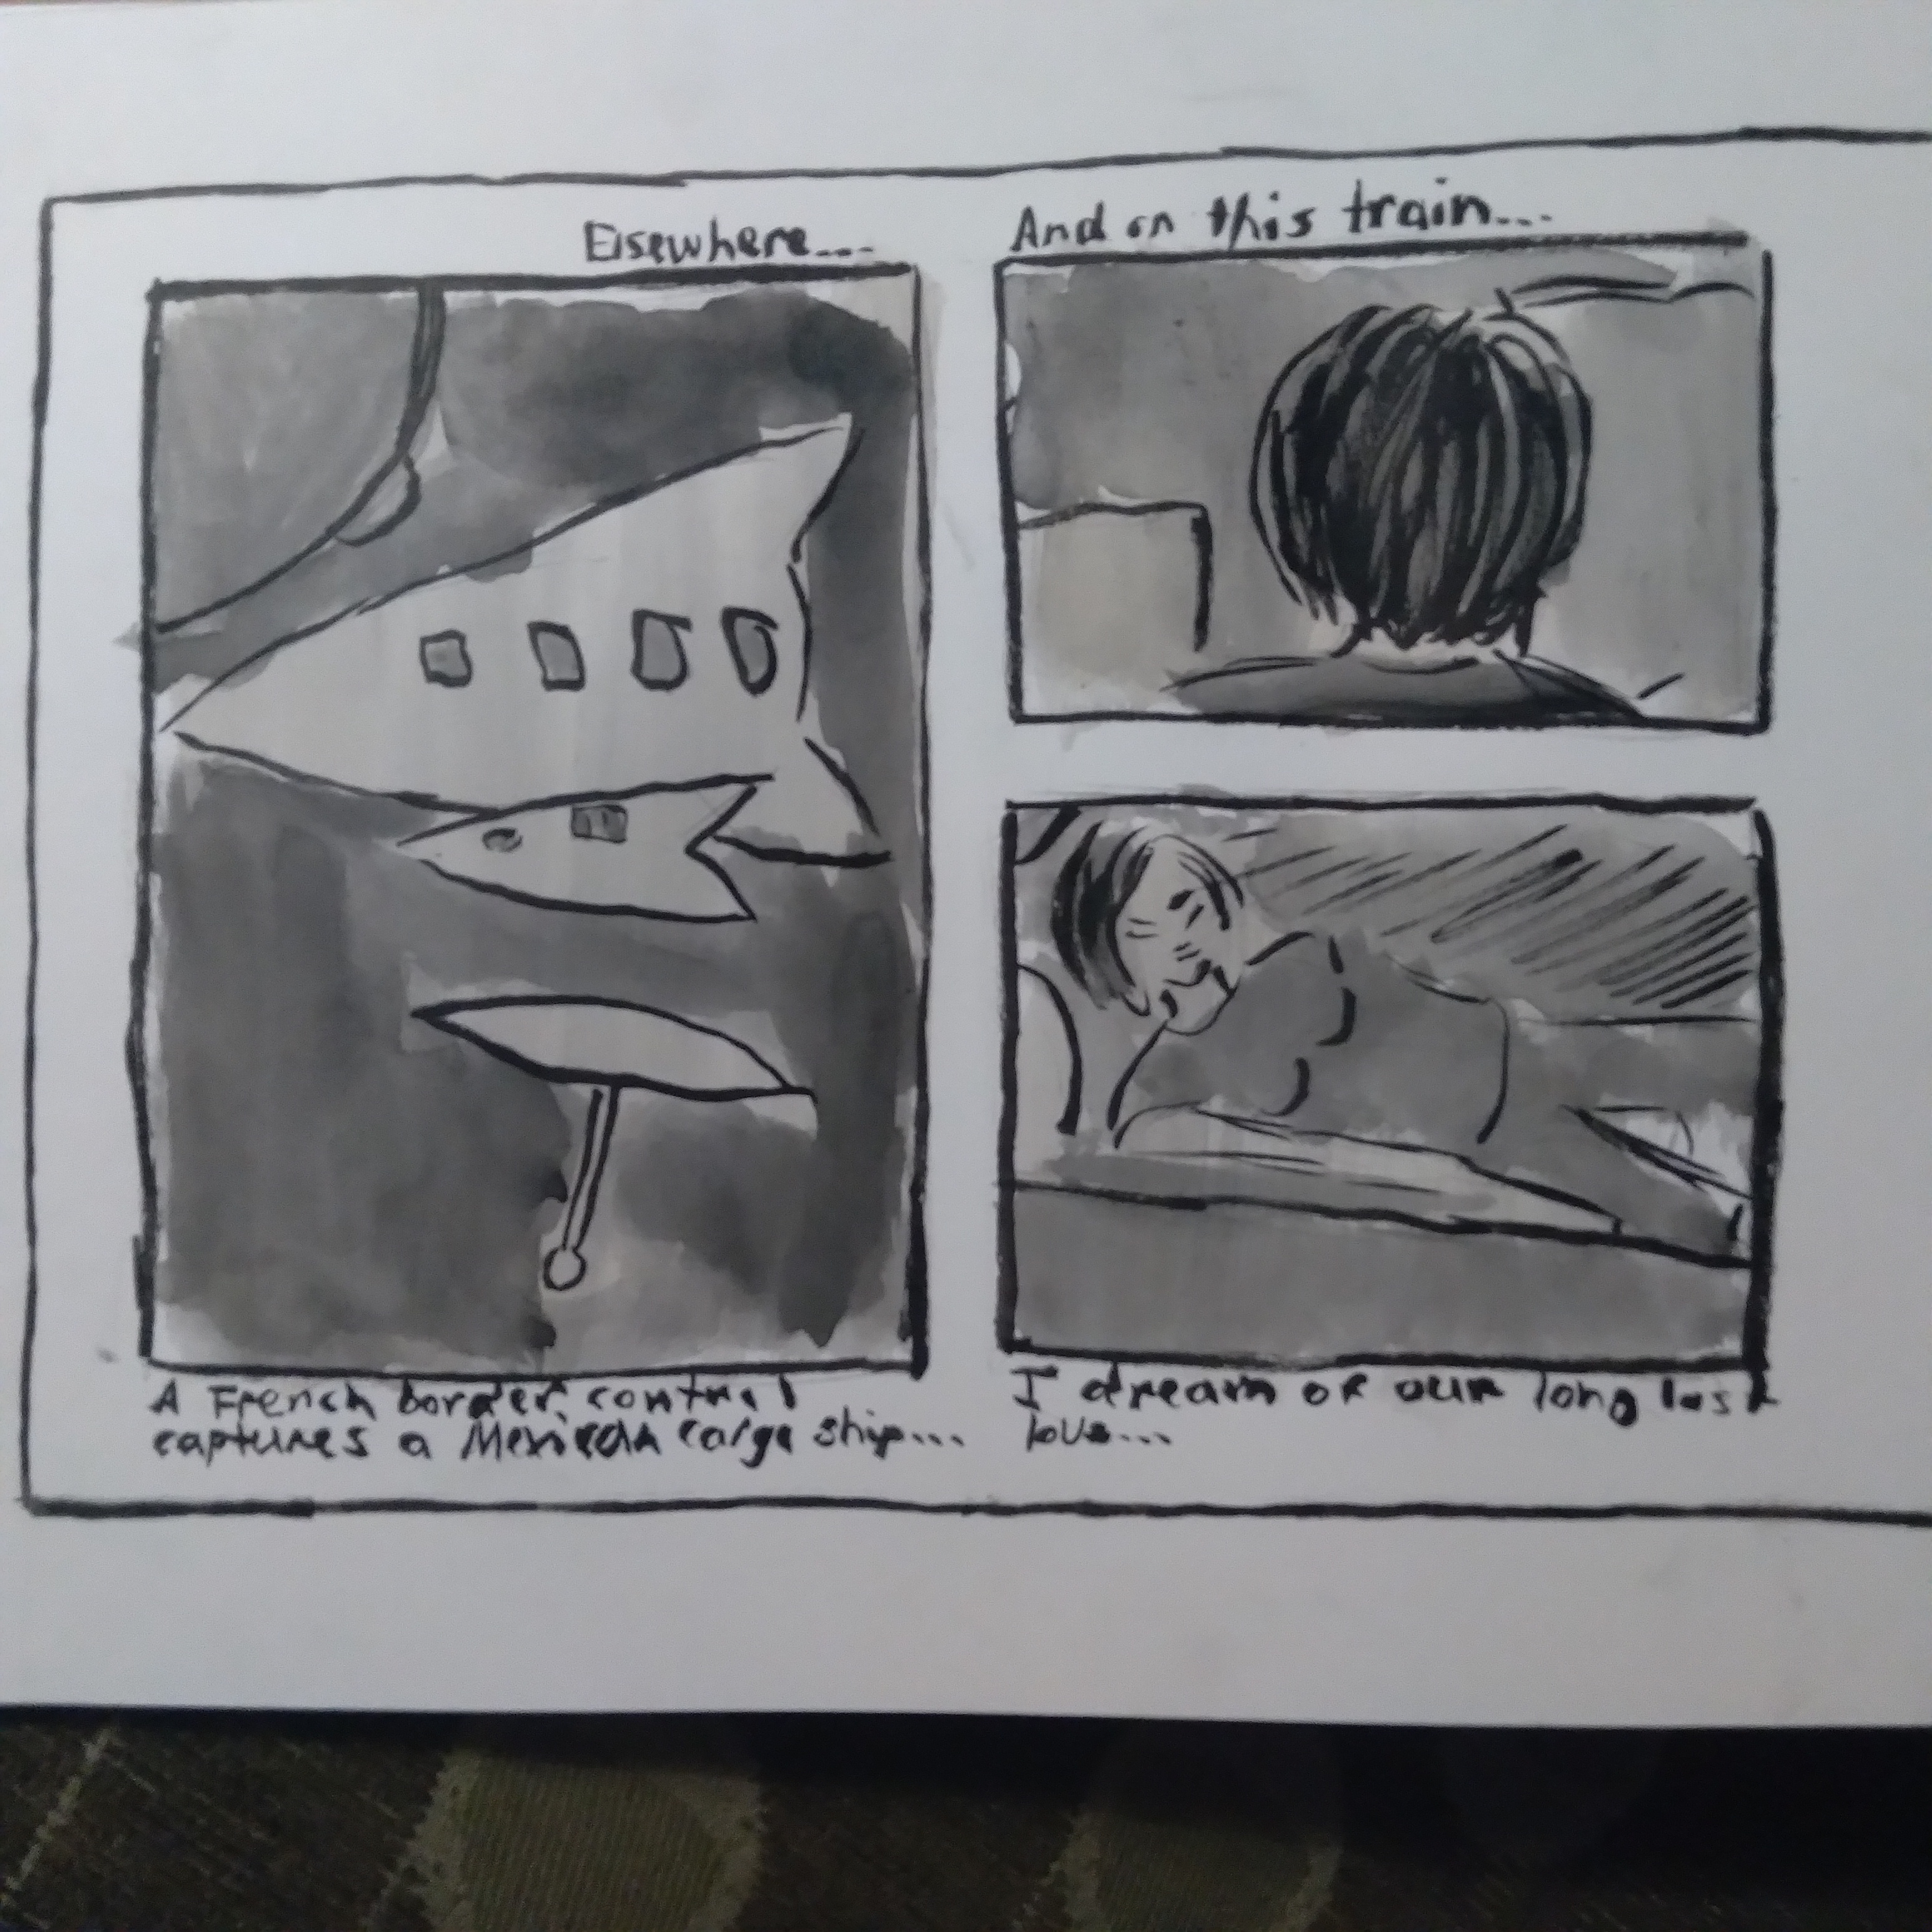 Elsewhere....
A French border control
captures a Mexican cargo ship...
And on this train...
I dream of our long lost
love...